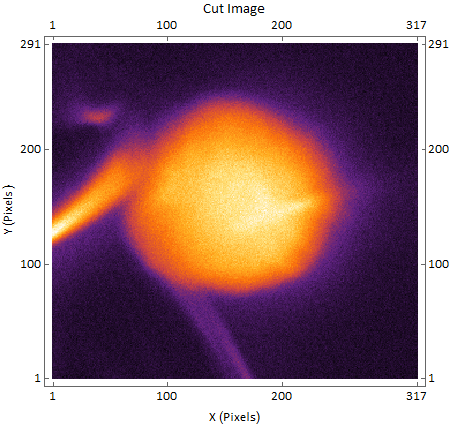 Cut Image
1 100 200 317
291 291
200 200
100 100
1 1
1 100 200 317
X (Pixels)
Y (Pixels)